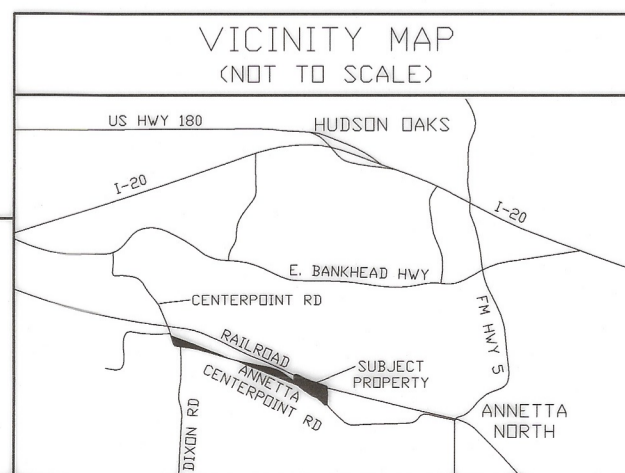 VICINITY MAP
(NOT TO SCALE)
US HWY 180
HUDSON OAKS
I-20
I-20
E. BANKHEAD HWY
CENTERPOINT RD
FM HWY 5
RAILROAD
SUBJECT
PROPERTY
ANNETTA
CENTERPOINT RD
ANNETTA
NORTH
DIXON RD